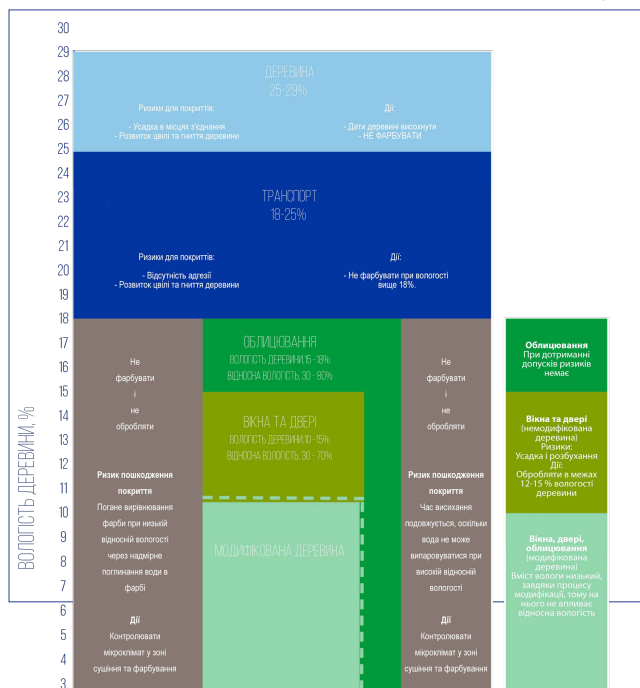 30
29
28
27
26
25
24
23
22
21
20
19
18
17
16
15
14
13
12
11
10
9
8
7
6
5
4
3
ВОЛОГІСТЬ ДЕРЕВИНИ, %
ДЕРЕВИНА
25-29%
Ризики для покриттів:
- Усадка в місцях з'єднання
- Розвиток цвілі та гниття деревини
Дії:
- Дати деревині висохнути
- НЕ ФАРБУВАТИ
ТРАНСПОРТ
18-25%
Ризики для покриттів:
- Відсутність адгезії
- Розвиток цвілі та гниття деревини
Дії:
- Не фарбувати при вологості
вище 18%.
Не
фарбувати
і
не
обробляти
Ризик пошкодження
покриття
Погане вирівнювання
фарби при низькій
відносній вологості
через надмірне
поглинання води в
фарбі
Дії
Контролювати
мікроклімат у зоні
сушіння та фарбування
ОБЛИЦЮВАННЯ
ВОЛОГІСТЬ ДЕРЕВИНИ, 15 - 18%
ВІДНОСНА ВОЛОГІСТЬ, 30 - 80%
ВІКНА ТА ДВЕРІ
ВОЛОГІСТЬ ДЕРЕВИНИ, 10 - 15%
ВІДНОСНА ВОЛОГІСТЬ, 30 - 70%
МОДИФІКОВАНА ДЕРЕВИНА
Не
фарбувати
і
не
обробляти
Ризик пошкодження
покриття
Час висихання
подовжується, оскільки
вода не може
випаровуватися при
високій відносній
вологості
Дії
Контролювати
мікроклімат у зоні
сушіння та фарбування
Облицювання
При дотриманні
допусків ризиків
немає
Вікна та двері
(немодифікована
деревина)
Ризики:
Усадка і розбухання
Дії:
Обробляти в межах
12-15 % вологості
деревини
Вікна, двері,
облицювання
(модифікована
деревина)
Вміст вологи низький,
завдяки процесу
модифікації, тому на
нього не впливає
відносна вологість